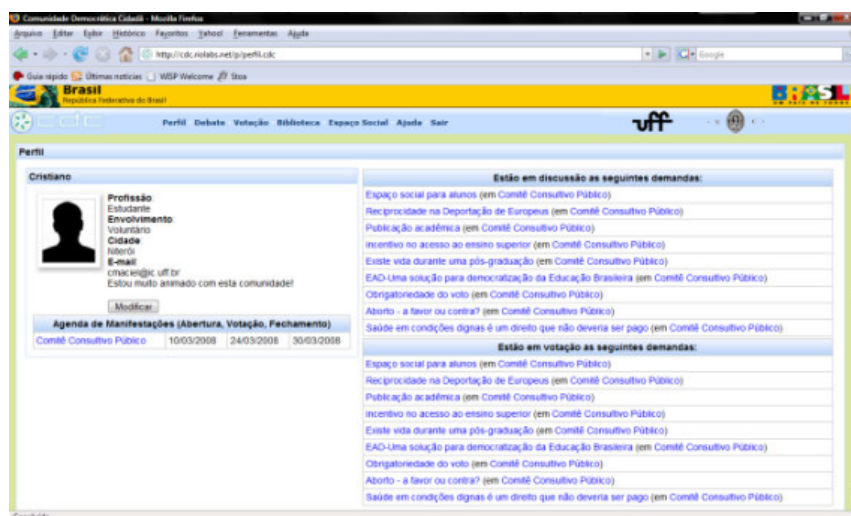 Comunidade Democrática Cidadã - Mozilla Firefox
Arquivo Editar Exibir Histórico Favoritos Yahoo! Ferramentas Ajuda
http://cdc.riolabs.net/p/perfil.cdc
Google
Guia rápido Últimas notícias WISP Welcome Stoa
Brasil
República Federativa do Brasil
BRASIL
UM PAÍS DE TODOS
cdc
Perfil Debate Votação Biblioteca Espaço Social Ajuda Sair
uff
Perfil
Cristiano
Profissão:
Estudante
Envolvimento:
Voluntário
Cidade:
Niterói
E-mail:
cmaciel@ic.uff.br
Estou muito animado com esta comunidade!
Modificar
Agenda de Manifestações (Abertura, Votação, Fechamento)
Comitê Consultivo Público 10/03/2008 24/03/2008 30/03/2008
Estão em discussão as seguintes demandas:
Espaço social para alunos (em Comitê Consultivo Público)
Reciprocidade na Deportação de Europeus (em Comitê Consultivo Público)
Publicação acadêmica (em Comitê Consultivo Público)
incentivo no acesso ao ensino superior (em Comitê Consultivo Público)
Existe vida durante uma pós-graduação (em Comitê Consultivo Público)
EAD-Uma solução para democratização da Educação Brasileira (em Comitê Consultivo Público)
Obrigatoriedade do voto (em Comitê Consultivo Público)
Aborto - a favor ou contra? (em Comitê Consultivo Público)
Saúde em condições dignas é um direito que não deveria ser pago (em Comitê Consultivo Público)
Estão em votação as seguintes demandas:
Espaço social para alunos (em Comitê Consultivo Público)
Reciprocidade na Deportação de Europeus (em Comitê Consultivo Público)
Publicação acadêmica (em Comitê Consultivo Público)
incentivo no acesso ao ensino superior (em Comitê Consultivo Público)
Existe vida durante uma pós-graduação (em Comitê Consultivo Público)
EAD-Uma solução para democratização da Educação Brasileira (em Comitê Consultivo Público)
Obrigatoriedade do voto (em Comitê Consultivo Público)
Aborto - a favor ou contra? (em Comitê Consultivo Público)
Saúde em condições dignas é um direito que não deveria ser pago (em Comitê Consultivo Público)